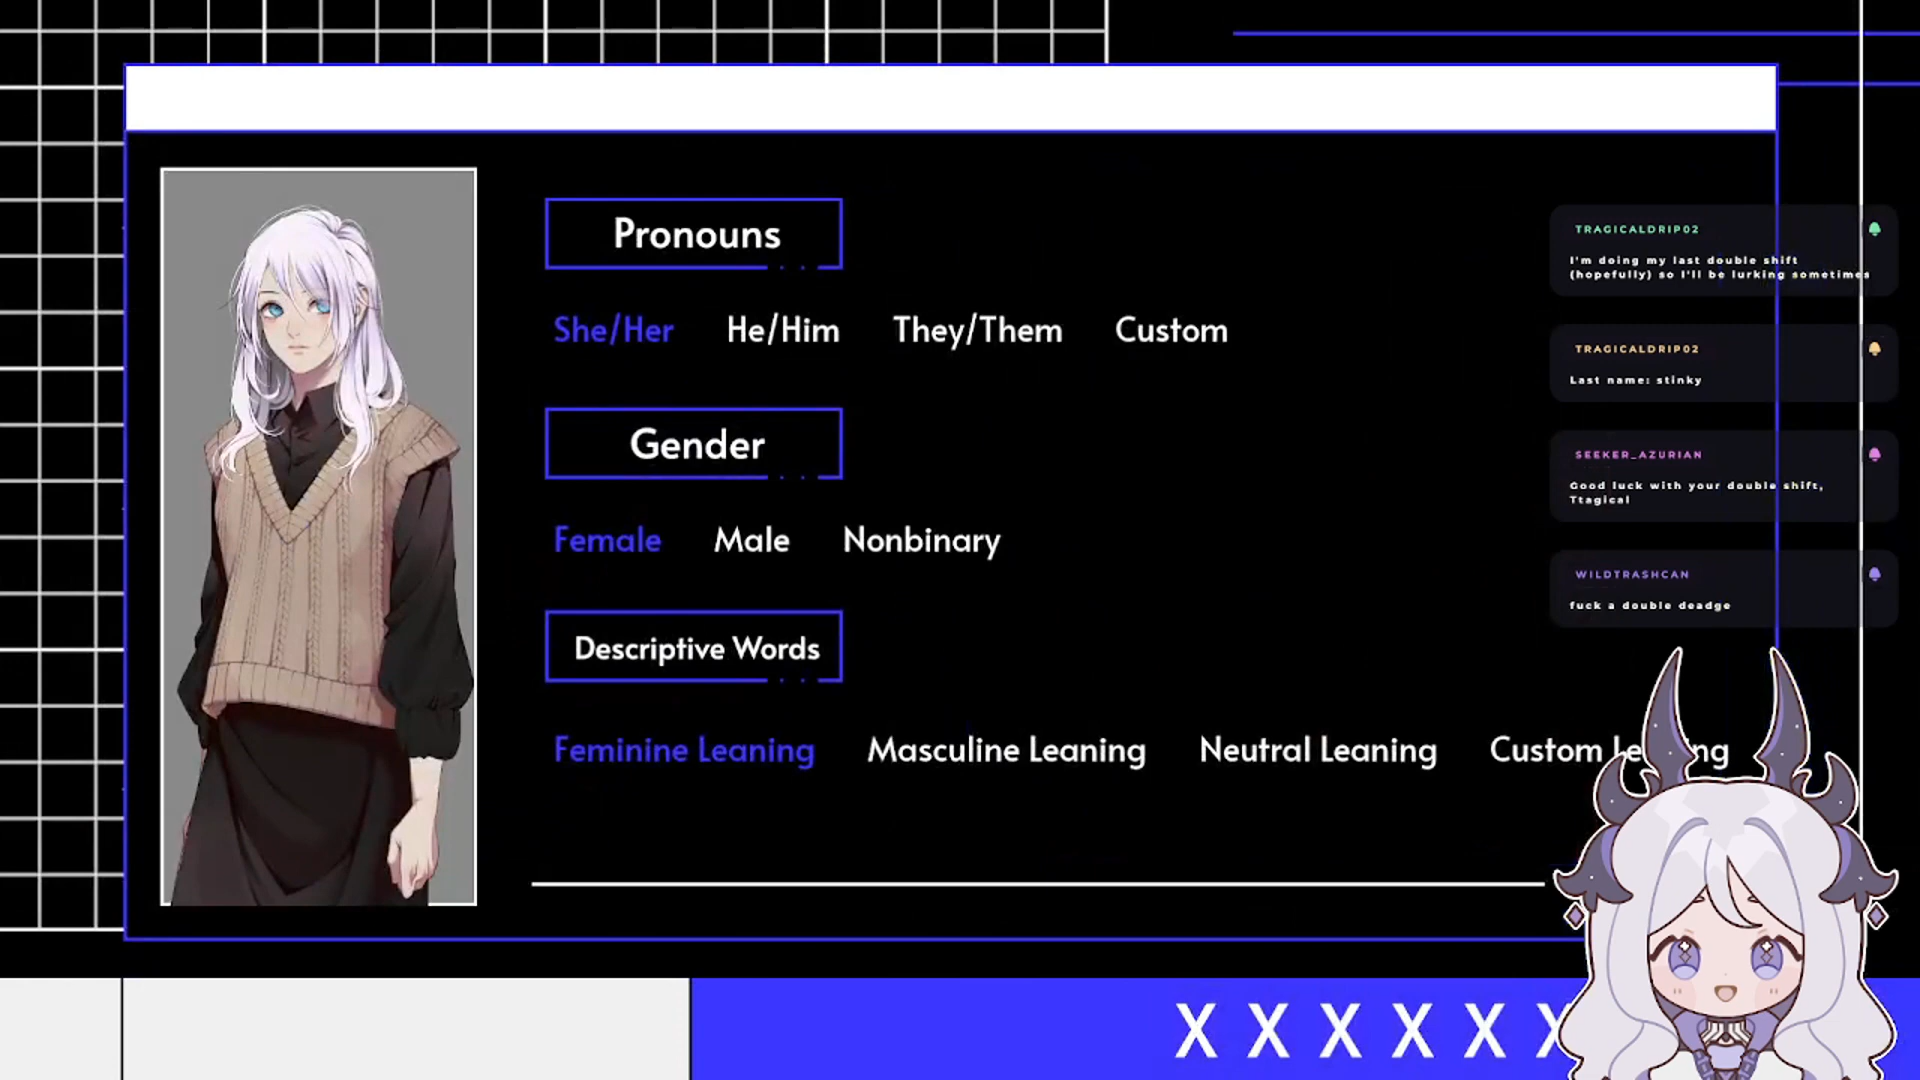 Pronouns
She/Her He/Him They/Them Custom
Gender
Female Male Nonbinary
Descriptive Words
Feminine Leaning Masculine Leaning Neutral Leaning Custom
TRAGICALDRIP02
I'm doing my last double shift
(hopefully) so I'll be lurking sometimes
TRAGICALDRIP02
Last name: stinky
SEEKER_AZURIAN
Good luck with your double shift,
Ttagical
WILDTRASHCAN
fuck a double deadge
X X X X X X